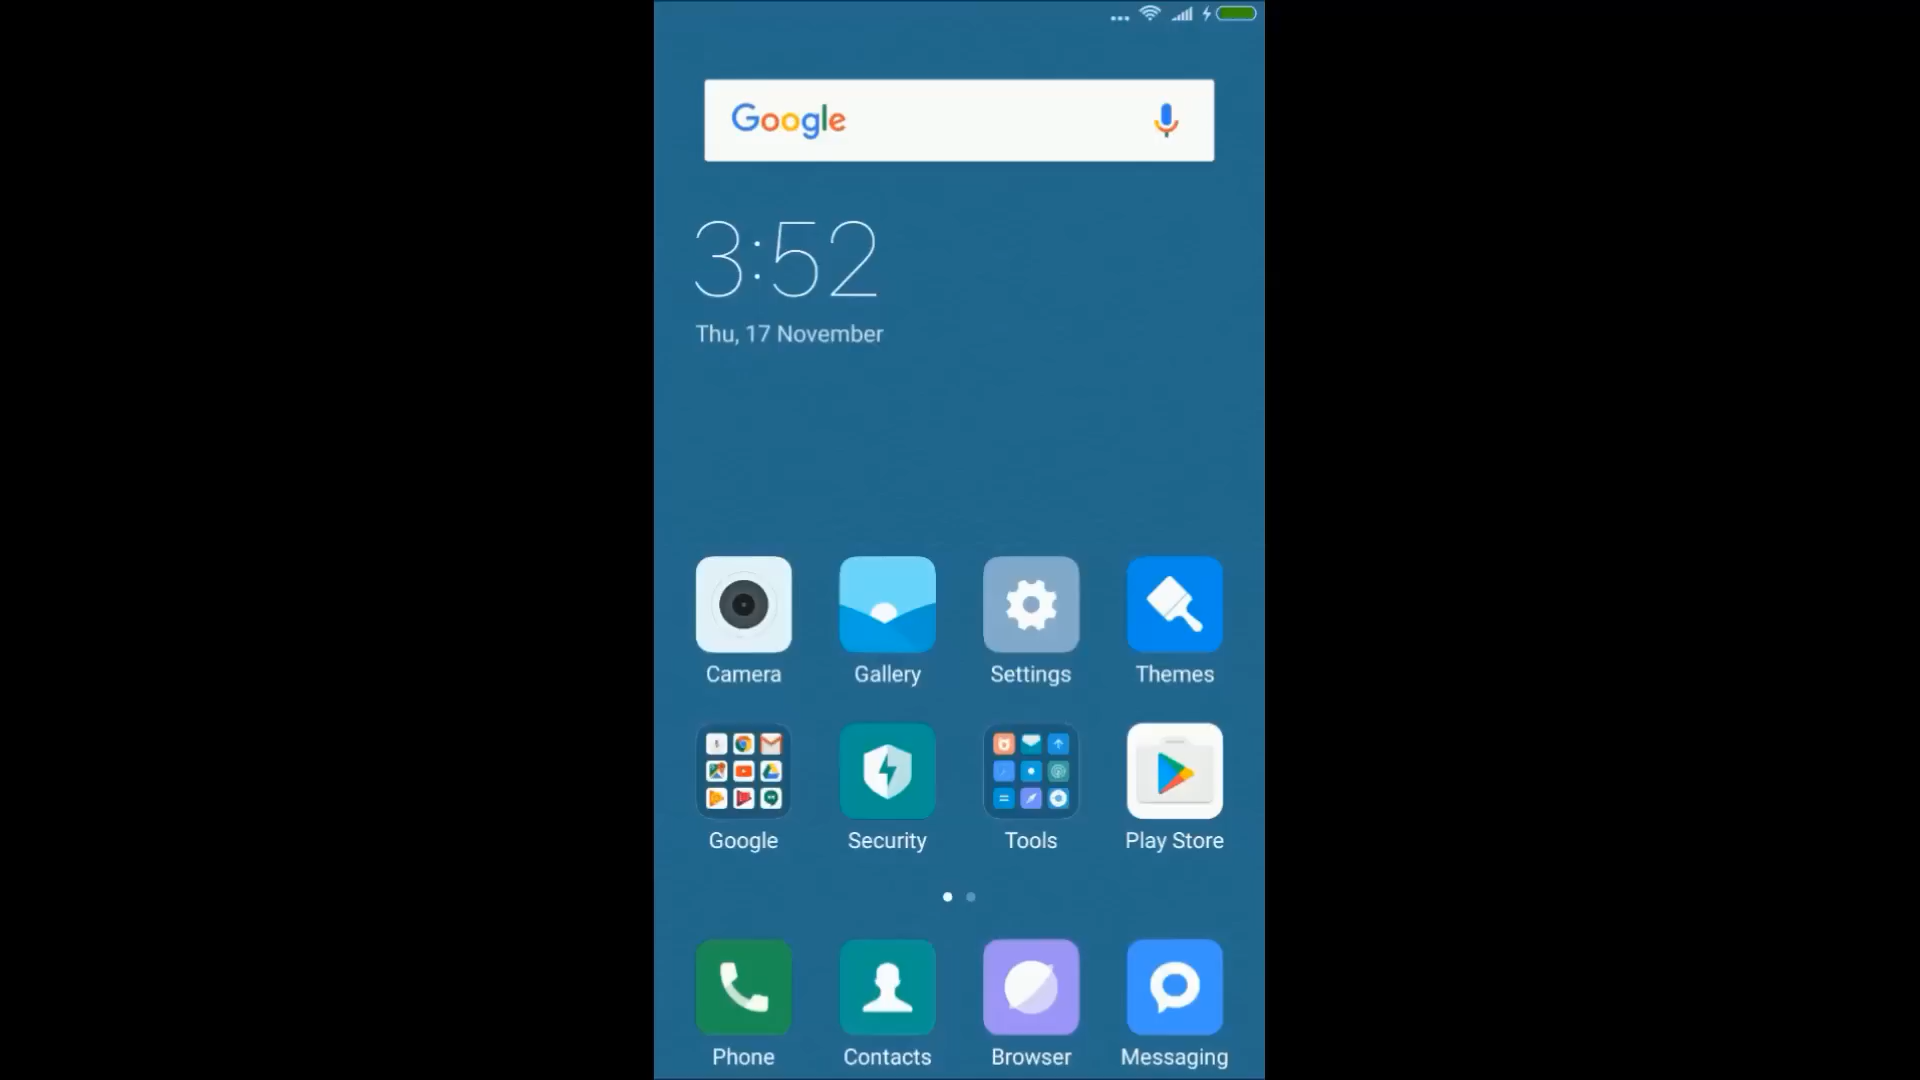 Google
3:52
Thu, 17 November
Camera Gallery Settings Themes
Google Security Tools Play Store
Phone Contacts Browser Messaging